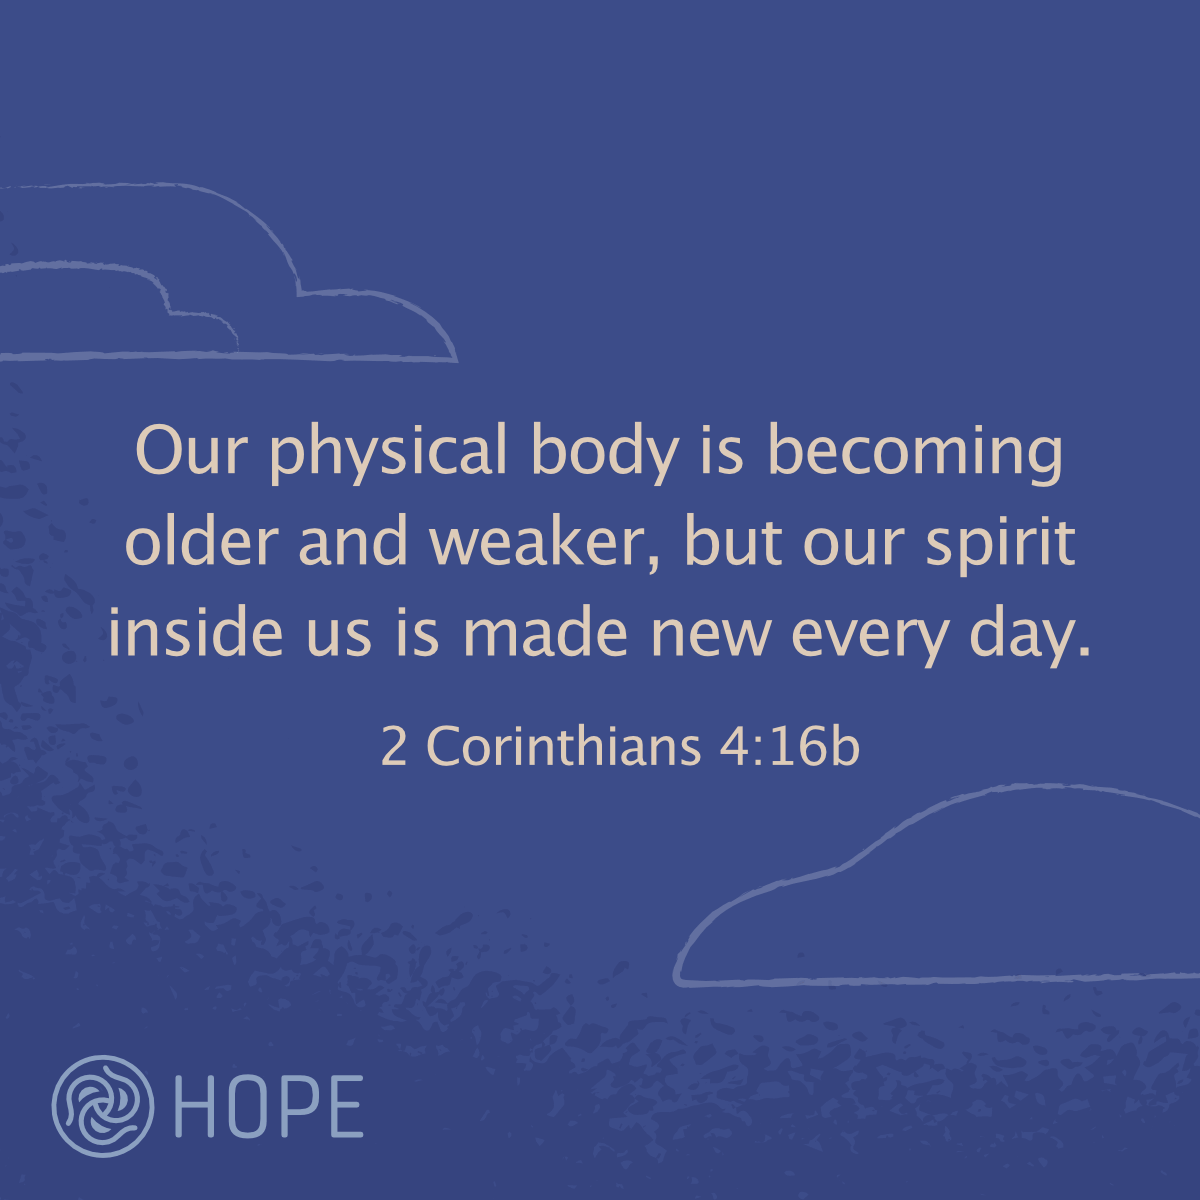 Our physical body is becoming
older and weaker, but our spirit
inside us is made new every day.
2 Corinthians 4:16b
HOPE